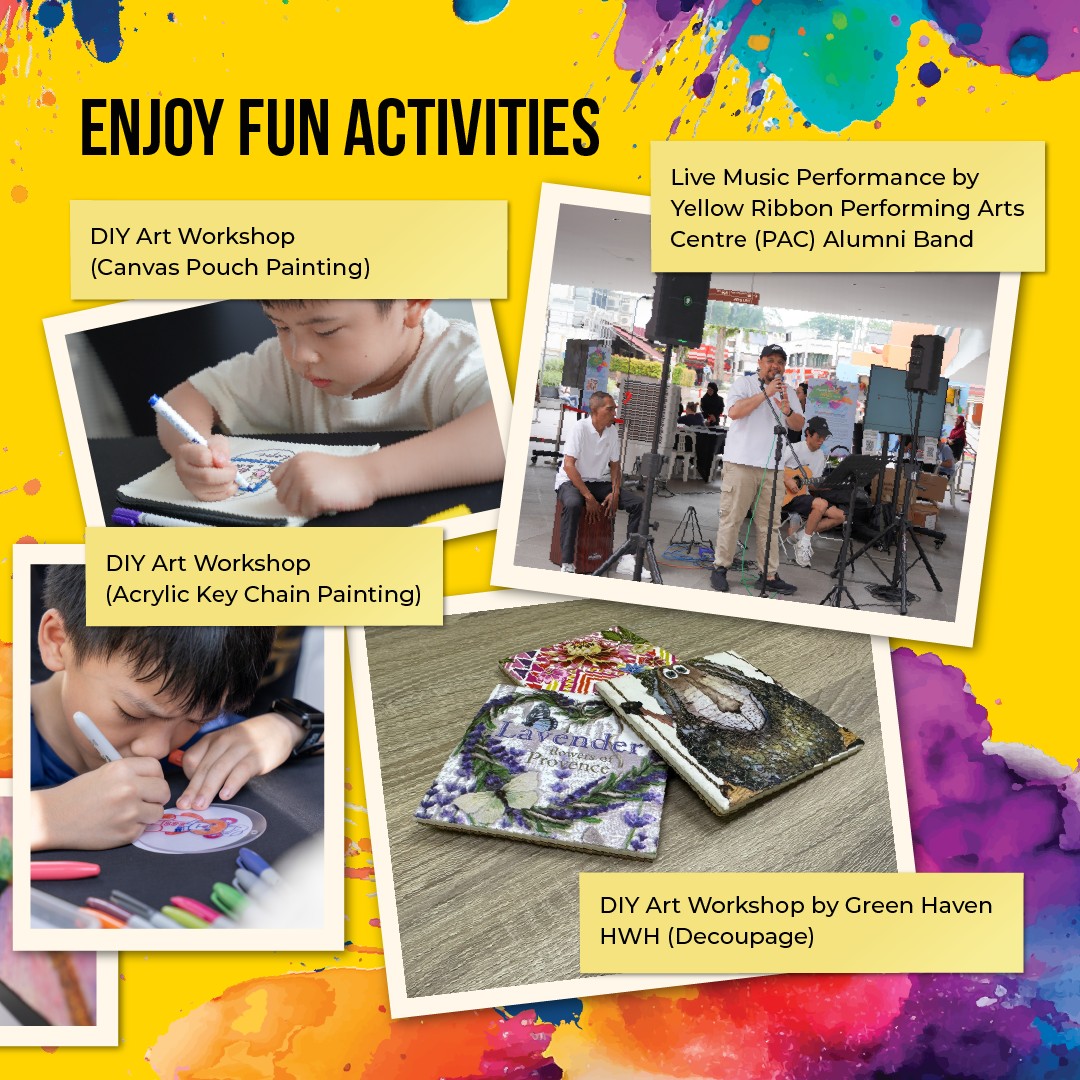 ENJOY FUN ACTIVITIES
Live Music Performance by
Yellow Ribbon Performing Arts
Centre (PAC) Alumni Band
DIY Art Workshop
(Canvas Pouch Painting)
DIY Art Workshop
(Acrylic Key Chain Painting)
Lavender
flowers of
Provence
DIY Art Workshop by Green Haven
HWH (Decoupage)